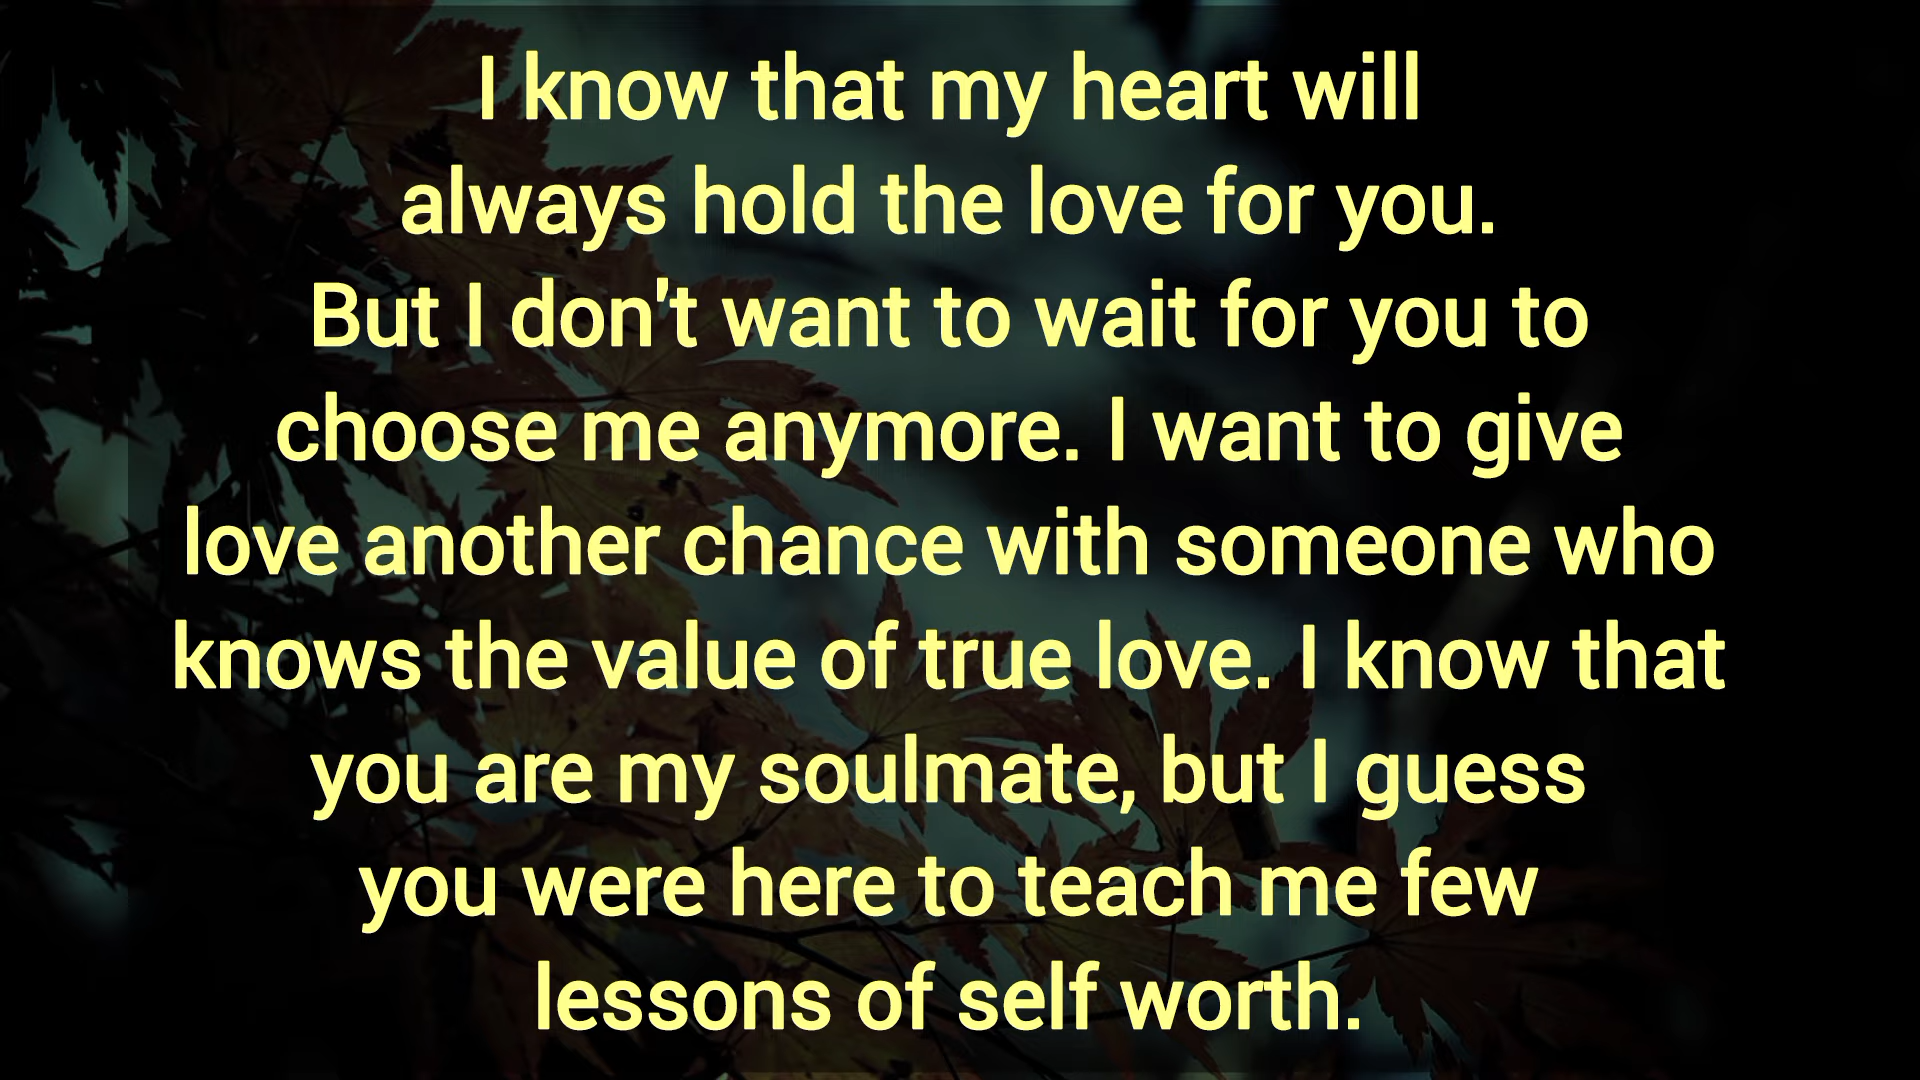 I know that my heart will
always hold the love for you.
But I don't want to wait for you to
choose me anymore. I want to give
love another chance with someone who
knows the value of true love. I know that
you are my soulmate, but I guess
you were here to teach me few
lessons of self worth.